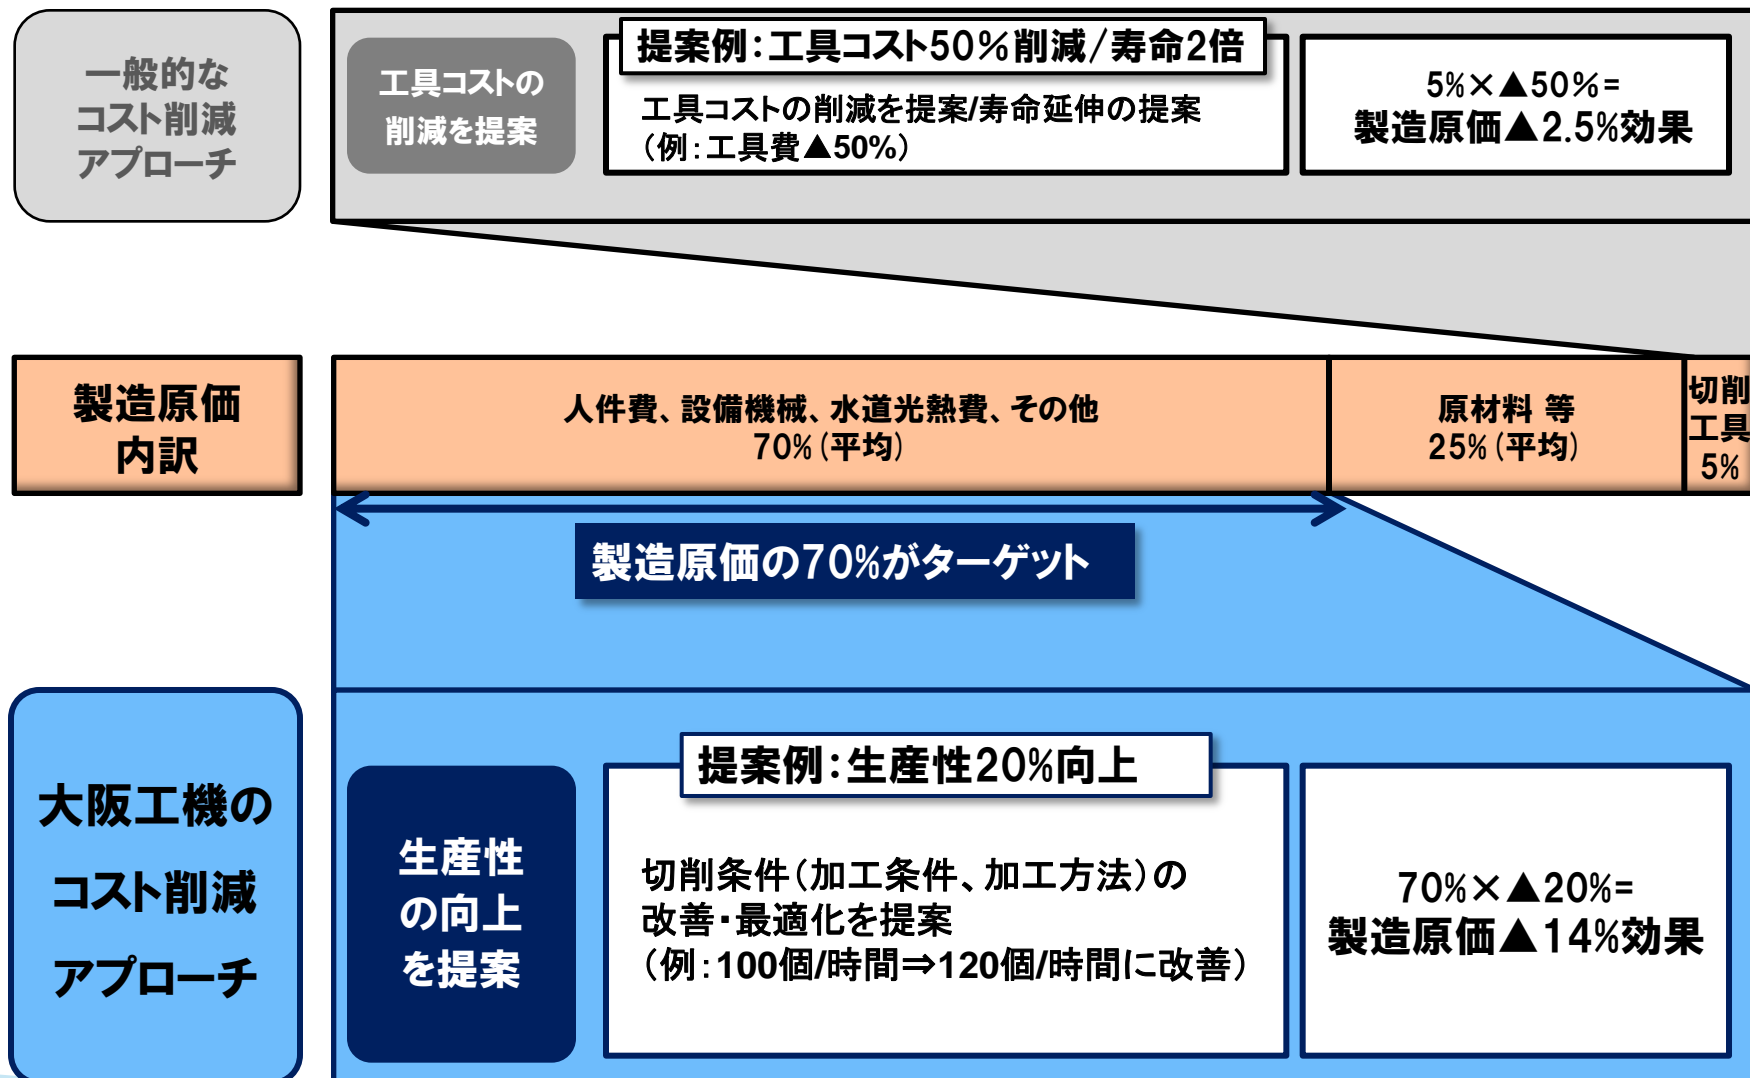 一般的な
コスト削減
アプローチ
工具コストの
削減を提案
提案例：工具コスト50％削減/寿命2倍
工具コストの削減を提案/寿命延伸の提案
（例：工具費▲50%）
5%×▲50%=
製造原価▲2.5%効果
製造原価
内訳
人件費、設備機械、水道光熱費、その他
70%（平均）
原材料 等
25%（平均）
切削
工具
5%
製造原価の70%がターゲット
大阪工機の
コスト削減
アプローチ
生産性
の向上
を提案
提案例：生産性20%向上
切削条件（加工条件、加工方法）の
改善・最適化を提案
（例：100個/時間⇒120個/時間に改善）
70%×▲20%=
製造原価▲14%効果